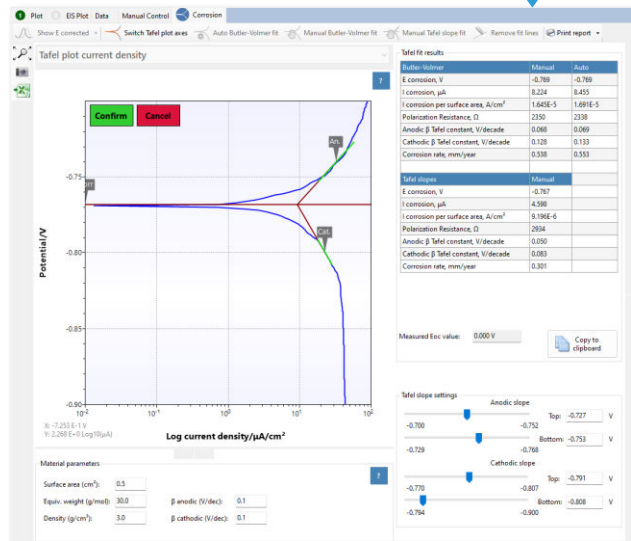 1 Plot EIS Plot Data Manual Control Corrosion
Show E corrected Switch Tafel plot axes Auto Butler-Volmer fit Manual Butler-Volmer fit Manual Tafel slope fit Remove fit lines Print report
Tafel plot current density
?
Confirm Cancel
An.
Cat.
orr
Potential/V
-0.75
-0.80
-0.85
-0.90
10-2 10-1 100 101 102
X: -7.253 E-1 V
Y: 2.268 E+0 Log10(µA)
Log current density/µA/cm²
Material parameters
?
Surface area (cm²): 0.5
Equiv. weight (g/mol): 30.0 β anodic (V/dec): 0.1
Density (g/cm³): 3.0 β cathodic (V/dec): 0.1
Tafel fit results
Butler-Volmer Manual Auto
E corrosion, V -0.769 -0.769
I corrosion, µA 8.224 8.455
I corrosion per surface area, A/cm² 1.645E-5 1.691E-5
Polarization Resistance, Ω 2350 2338
Anodic β Tafel constant, V/decade 0.068 0.069
Cathodic β Tafel constant, V/decade 0.128 0.133
Corrosion rate, mm/year 0.538 0.553
Tafel slopes Manual
E corrosion, V -0.767
I corrosion, µA 4.598
I corrosion per surface area, A/cm² 9.196E-6
Polarization Resistance, Ω 2934
Anodic β Tafel constant, V/decade 0.050
Cathodic β Tafel constant, V/decade 0.083
Corrosion rate, mm/year 0.301
Measured Eoc value: 0.000 V Copy to
clipboard
Tafel slope settings
Anodic slope
Top: -0.727 V
-0.700 -0.752
Bottom: -0.753 V
-0.729 -0.768
Cathodic slope
Top: -0.791 V
-0.770 -0.807
Bottom: -0.808 V
-0.794 -0.900